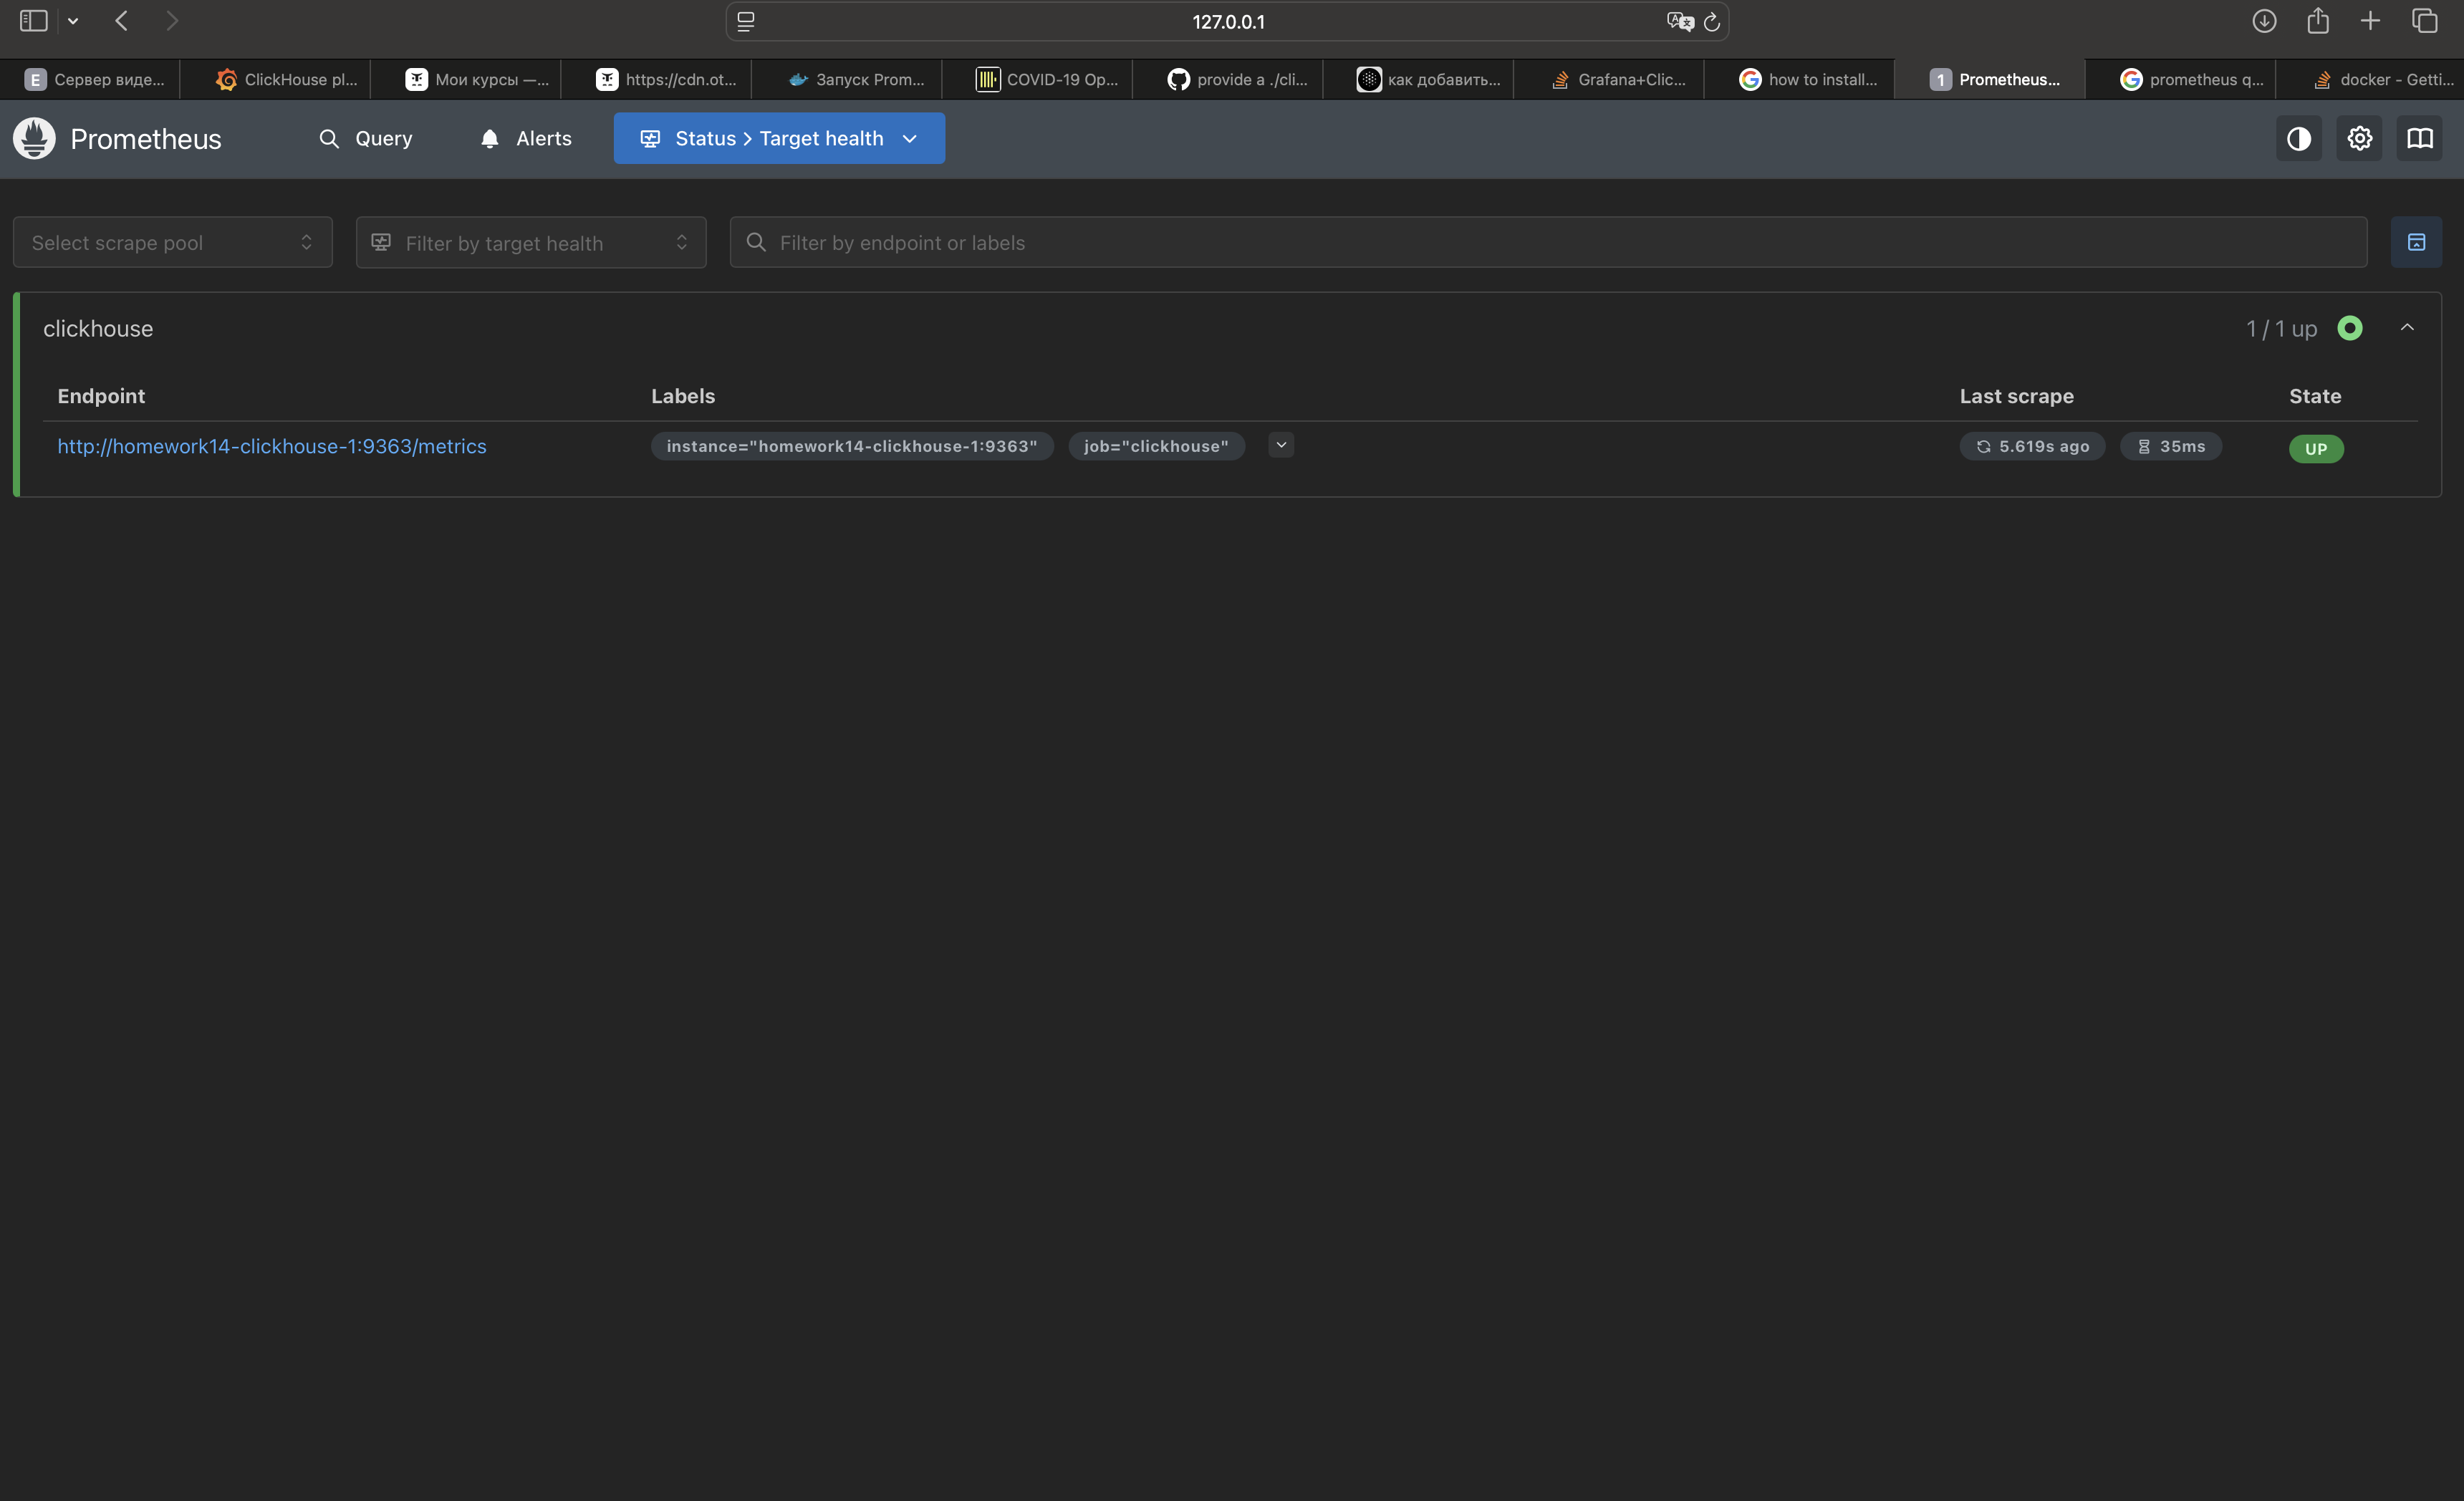 127.0.0.1
E Сервер виде...
ClickHouse pl...
Мои курсы —...
https://cdn.ot...
Запуск Prom...
COVID-19 Op...
provide a ./cli...
как добавить...
Grafana+Clic...
how to install...
1 Prometheus...
prometheus q...
docker - Getti...
Prometheus
Query
Alerts
Status > Target health
Select scrape pool
Filter by target health
Filter by endpoint or labels
clickhouse
1 / 1 up
Endpoint Labels Last scrape State
http://homework14-clickhouse-1:9363/metrics instance="homework14-clickhouse-1:9363" job="clickhouse" 5.619s ago 35ms UP